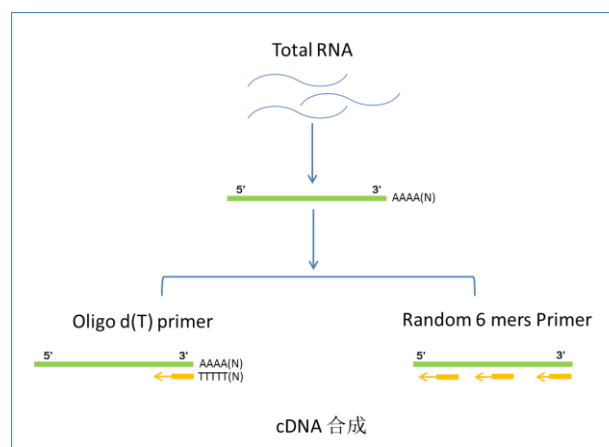 Total RNA
5' 3' AAAA(N)
Oligo d(T) primer
Random 6 mers Primer
5' 3' AAAA(N)
TTTTT(N)
5' 3'
cDNA 合成